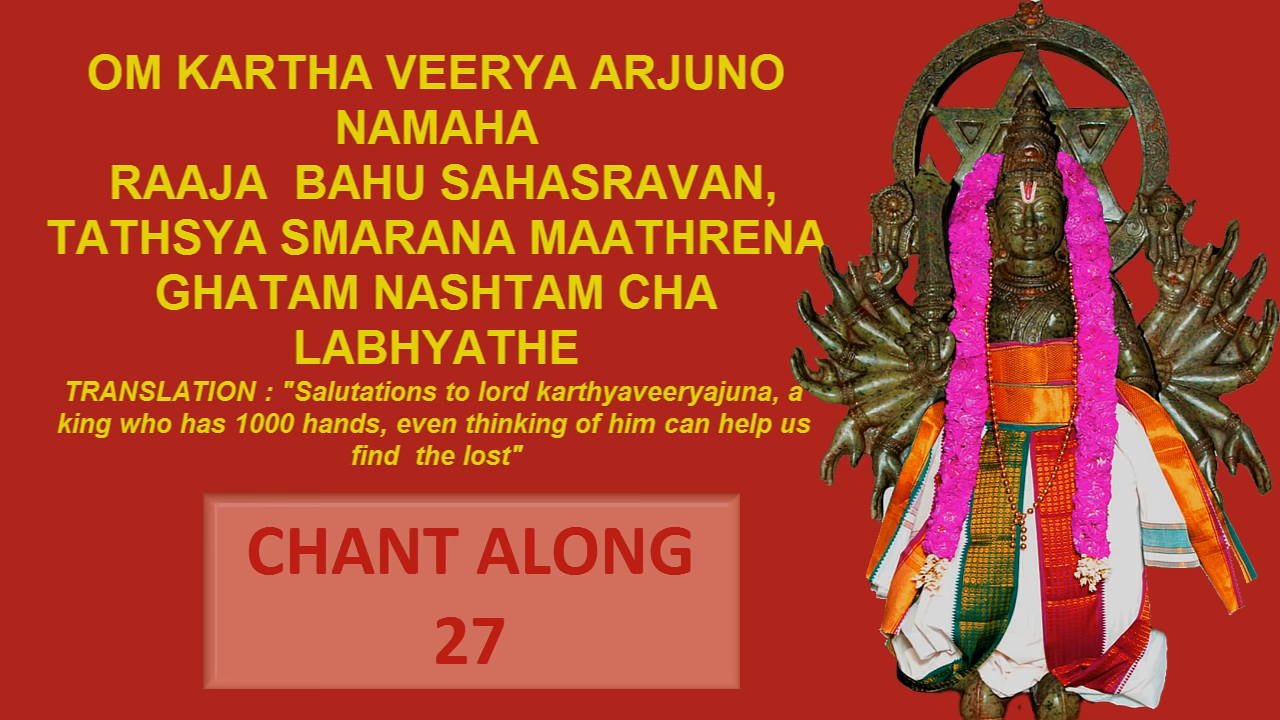 OM KARTHA VEERYA ARJUNO
NAMAHA
RAAJA  BAHU SAHASRAVAN,
TATHSYA SMARANA MAATHRENA
GHATAM NASHTAM CHA
LABHYATHE
TRANSLATION : "Salutations to lord karthyaveeryajuna, a
king who has 1000 hands, even thinking of him can help us
find  the lost"
CHANT ALONG
27